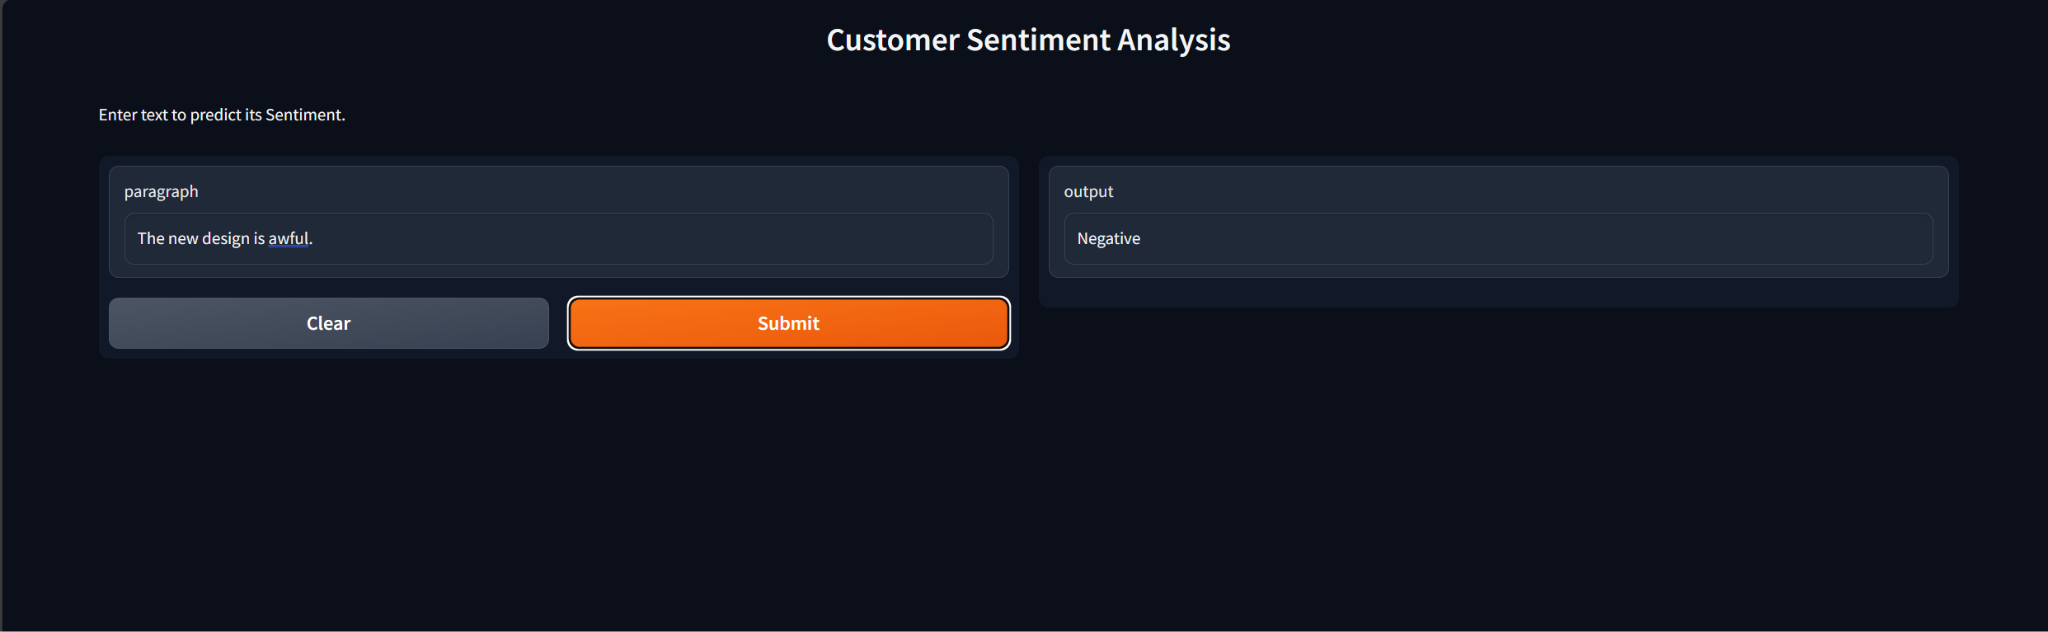 Customer Sentiment Analysis
Enter text to predict its Sentiment.
paragraph
The new design is awful.
Clear
Submit
output
Negative